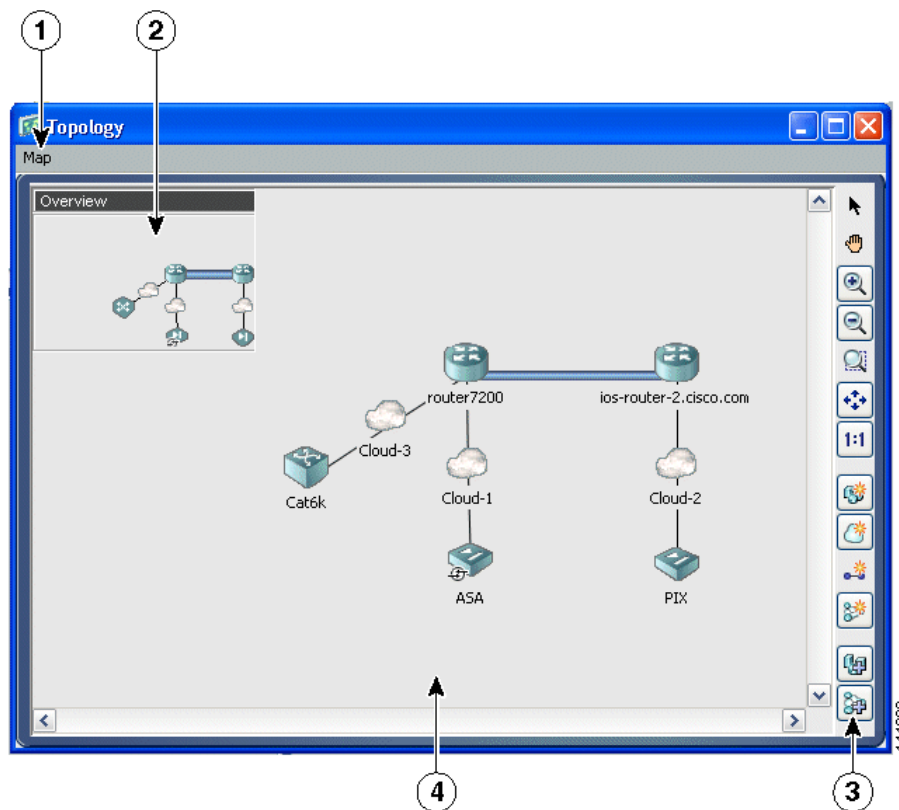 1
2
Topology
Map
Overview
router7200
ios-router-2.cisco.com
Cloud-3
1:1
Cat6k
Cloud-1
Cloud-2
ASA
PIX
4
3